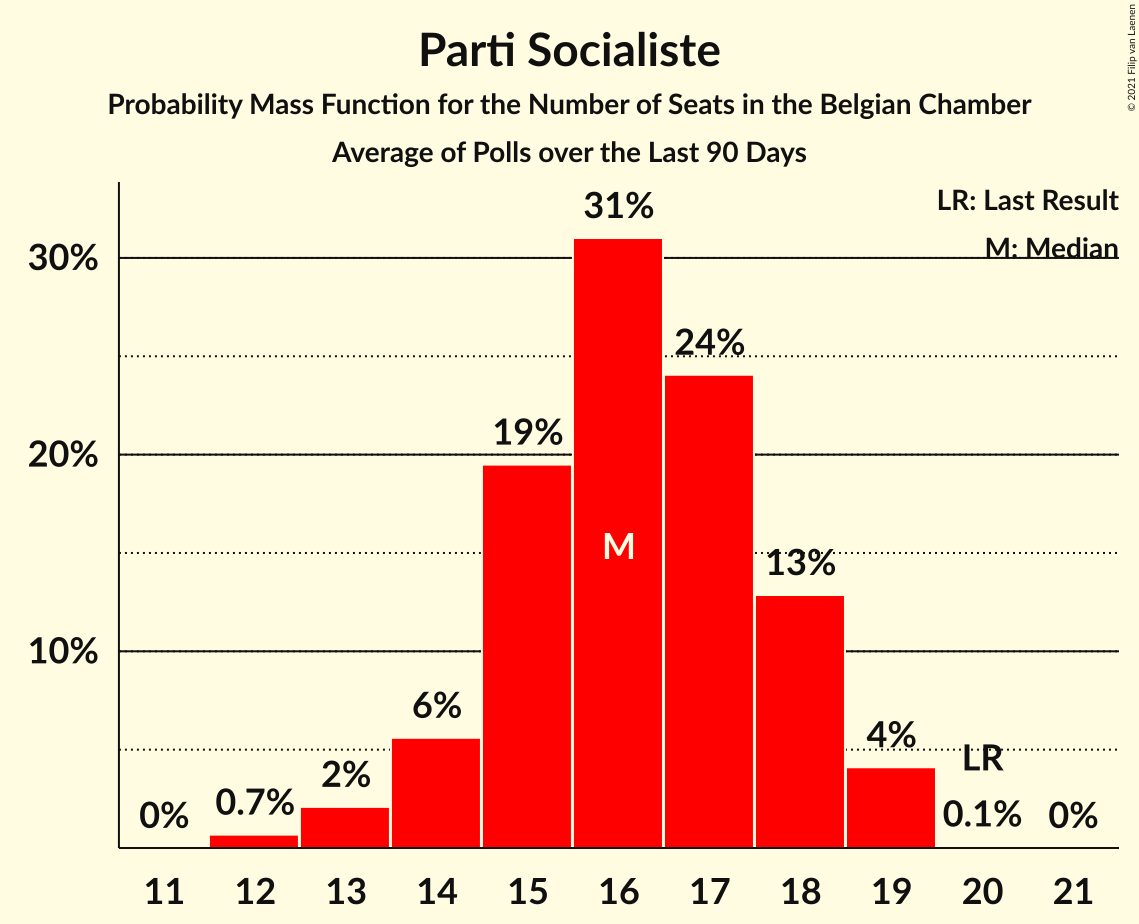 Parti Socialiste
Probability Mass Function for the Number of Seats in the Belgian Chamber
Average of Polls over the Last 90 Days
© 2021 Filip van Laenen
LR: Last Result
M: Median
30%
20%
10%
0%
0.7%
2%
6%
19%
31%
M
24%
13%
4%
LR
0.1%
0%
11 12 13 14 15 16 17 18 19 20 21